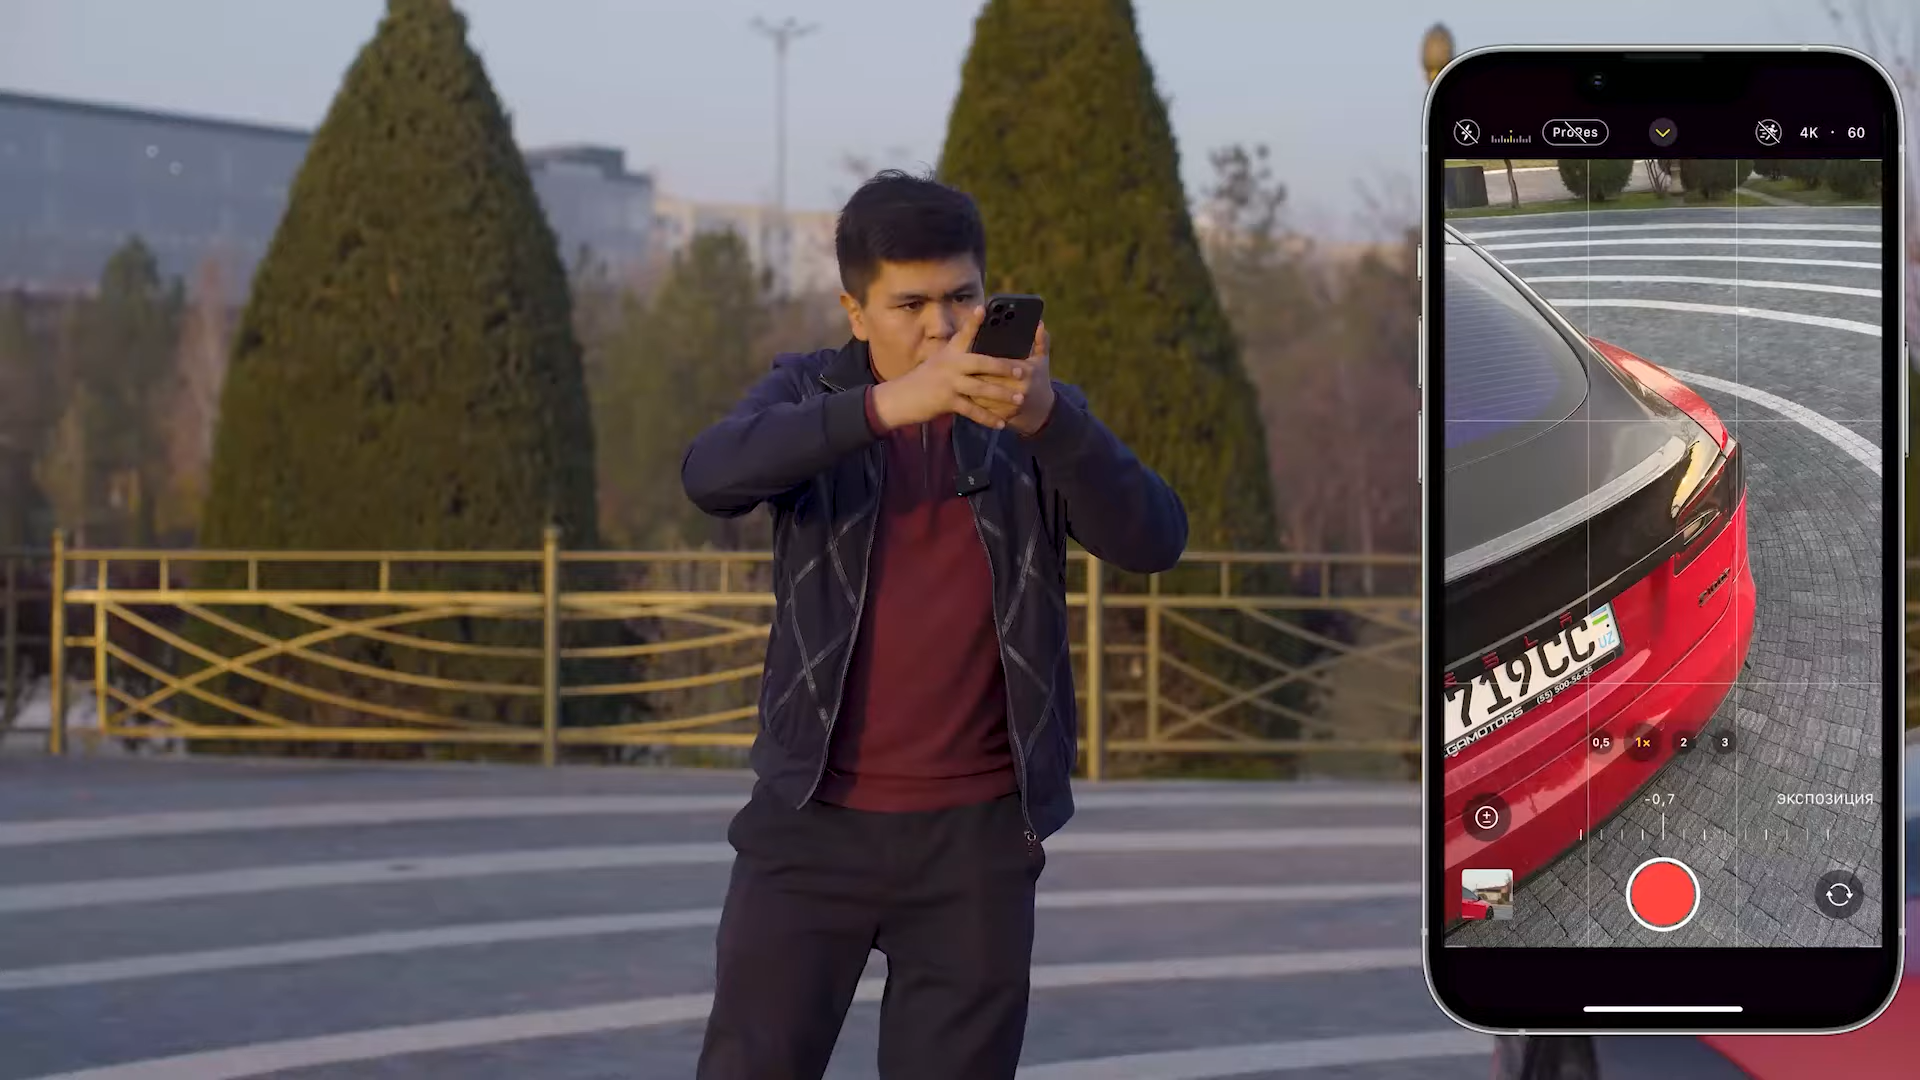 ProRes
4K · 60
719CC
UZ
GAMOTORS (55) 500-56-65
0,5 1x 2 3
-0,7
ЭКСПОЗИЦИЯ